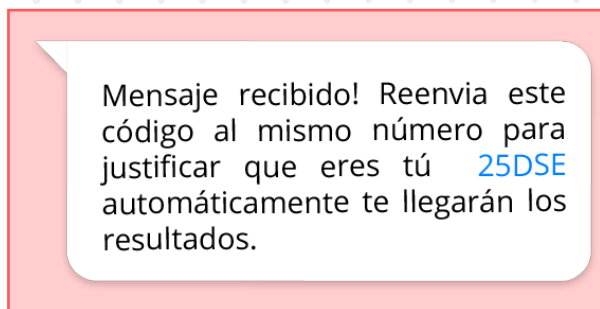 Mensaje recibido! Reenvia este
código al mismo número para
justificar que eres tú 25DSE
automáticamente te llegarán los
resultados.